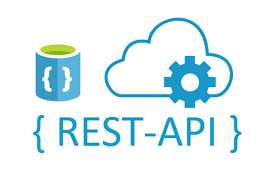 {}
{ REST-API }